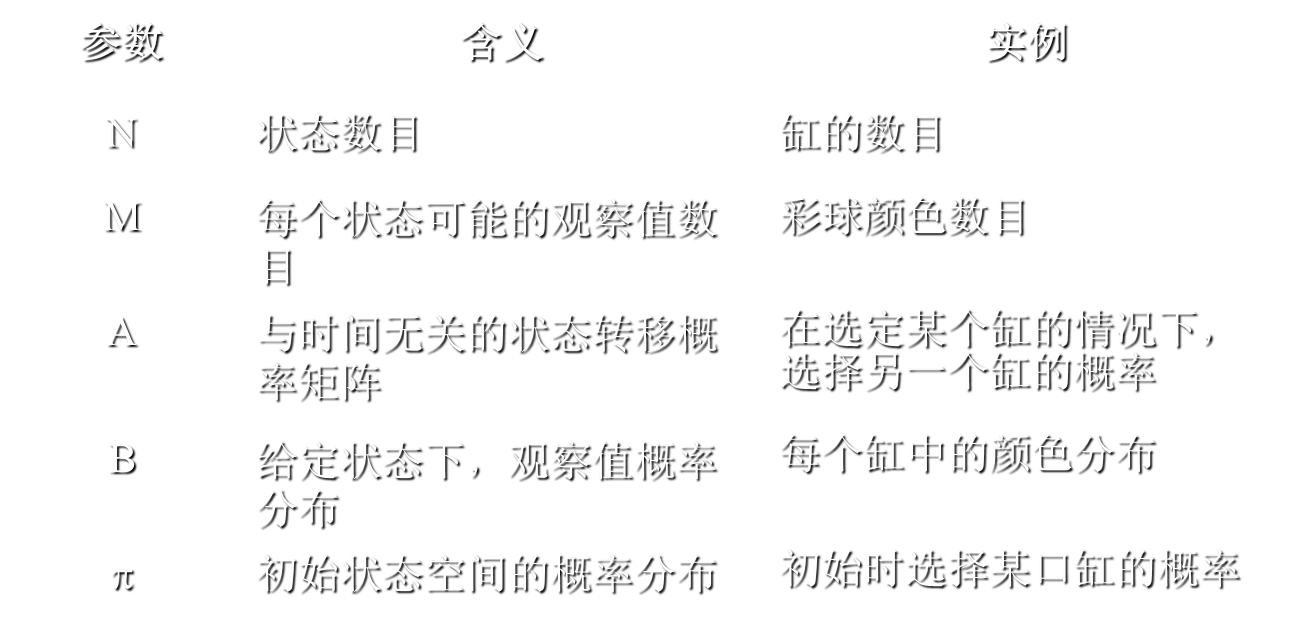 参数 含义 实例
N 状态数目 缸的数目
M 每个状态可能的观察值数 彩球颜色数目
目
A 与时间无关的状态转移概 在选定某个缸的情况下，
率矩阵 选择另一个缸的概率
B 给定状态下，观察值概率 每个缸中的颜色分布
分布
π 初始状态空间的概率分布 初始时选择某口缸的概率